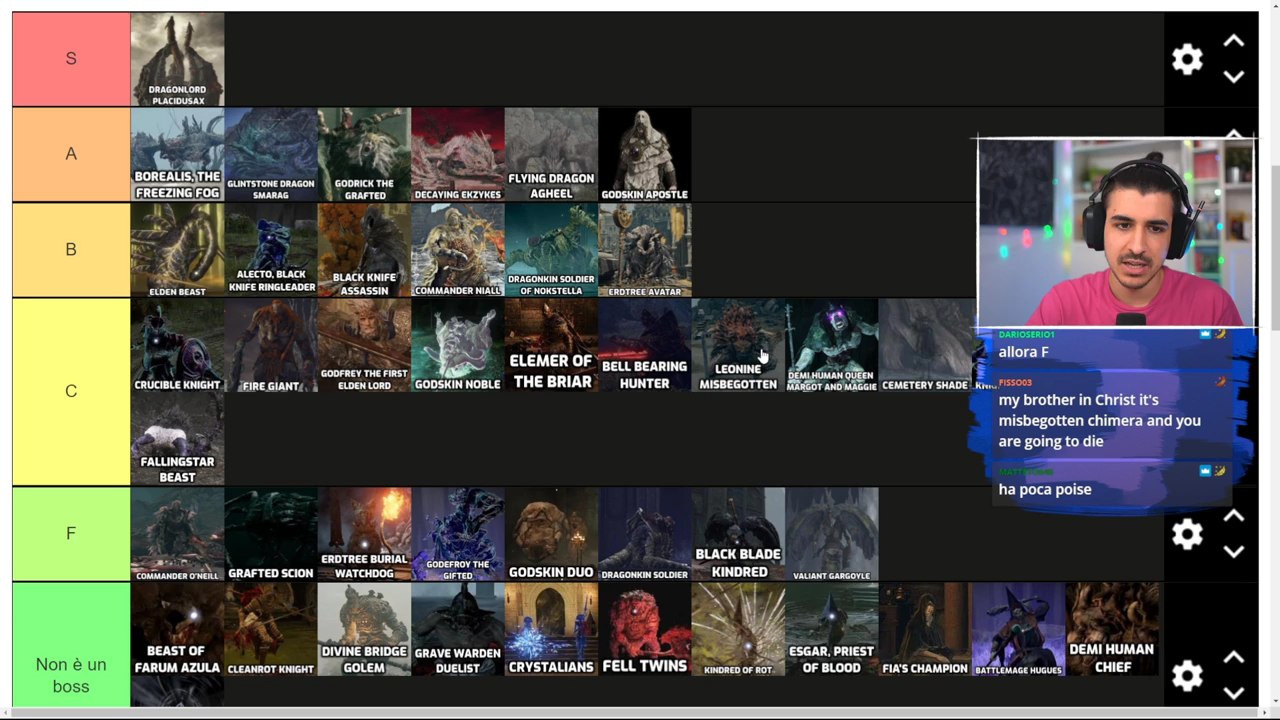 S
DRAGONLORD
PLACIDUSAX
A
BOREALIS, THE
FREEZING FOG
GLINTSTONE DRAGON
SMARAG
GODRICK THE
GRAFTED
DECAYING EKZYKES
FLYING DRAGON
AGHEEL
GODSKIN APOSTLE
B
ELDEN BEAST
ALECTO, BLACK
KNIFE RINGLEADER
BLACK KNIFE
ASSASSIN
COMMANDER NIALL
DRAGONKIN SOLDIER
OF NOKSTELLA
ERDTREE AVATAR
C
CRUCIBLE KNIGHT
FIRE GIANT
GODFREY THE FIRST
ELDEN LORD
GODSKIN NOBLE
ELEMER OF
THE BRIAR
BELL BEARING
HUNTER
LEONINE
MISBEGOTTEN
DEMI HUMAN QUEEN
MARGOT AND MAGGIE
CEMETERY SHADE
FALLINGSTAR
BEAST
DARIOSERIO1
allora F
FISSO03
my brother in Christ it's
misbegotten chimera and you
are going to die
ha poca poise
F
COMMANDER O'NEILL
GRAFTED SCION
ERDTREE BURIAL
WATCHDOG
GODEFROY THE
GIFTED
GODSKIN DUO
DRAGONKIN SOLDIER
BLACK BLADE
KINDRED
VALIANT GARGOYLE
Non è un
boss
BEAST OF
FARUM AZULA
CLEANROT KNIGHT
DIVINE BRIDGE
GOLEM
GRAVE WARDEN
DUELIST
CRYSTALIANS
FELL TWINS
KINDRED OF ROT
ESGAR, PRIEST
OF BLOOD
FIA'S CHAMPION
BATTLEMAGE HUGUES
DEMI HUMAN
CHIEF